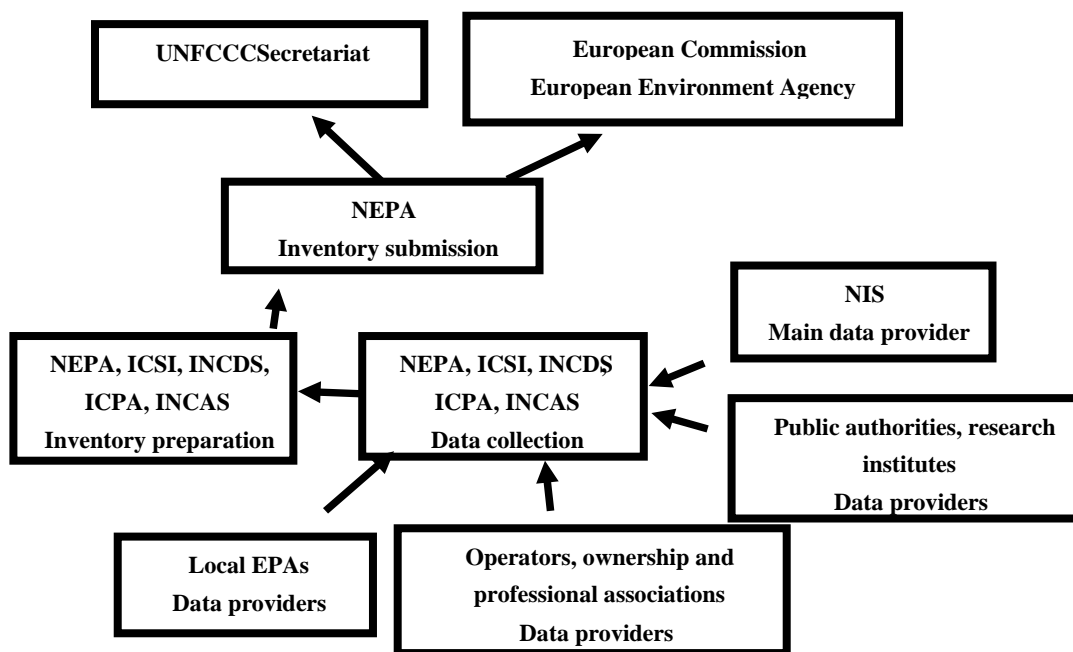 UNFCCCSecretariat
European Commission
European Environment Agency
NEPA
Inventory submission
NIS
Main data provider
NEPA, ICSI, INCDS,
ICPA, INCAS
Inventory preparation
NEPA, ICSI, INCDS,
ICPA, INCAS
Data collection
Public authorities, research
institutes
Data providers
Local EPAs
Data providers
Operators, ownership and
professional associations
Data providers